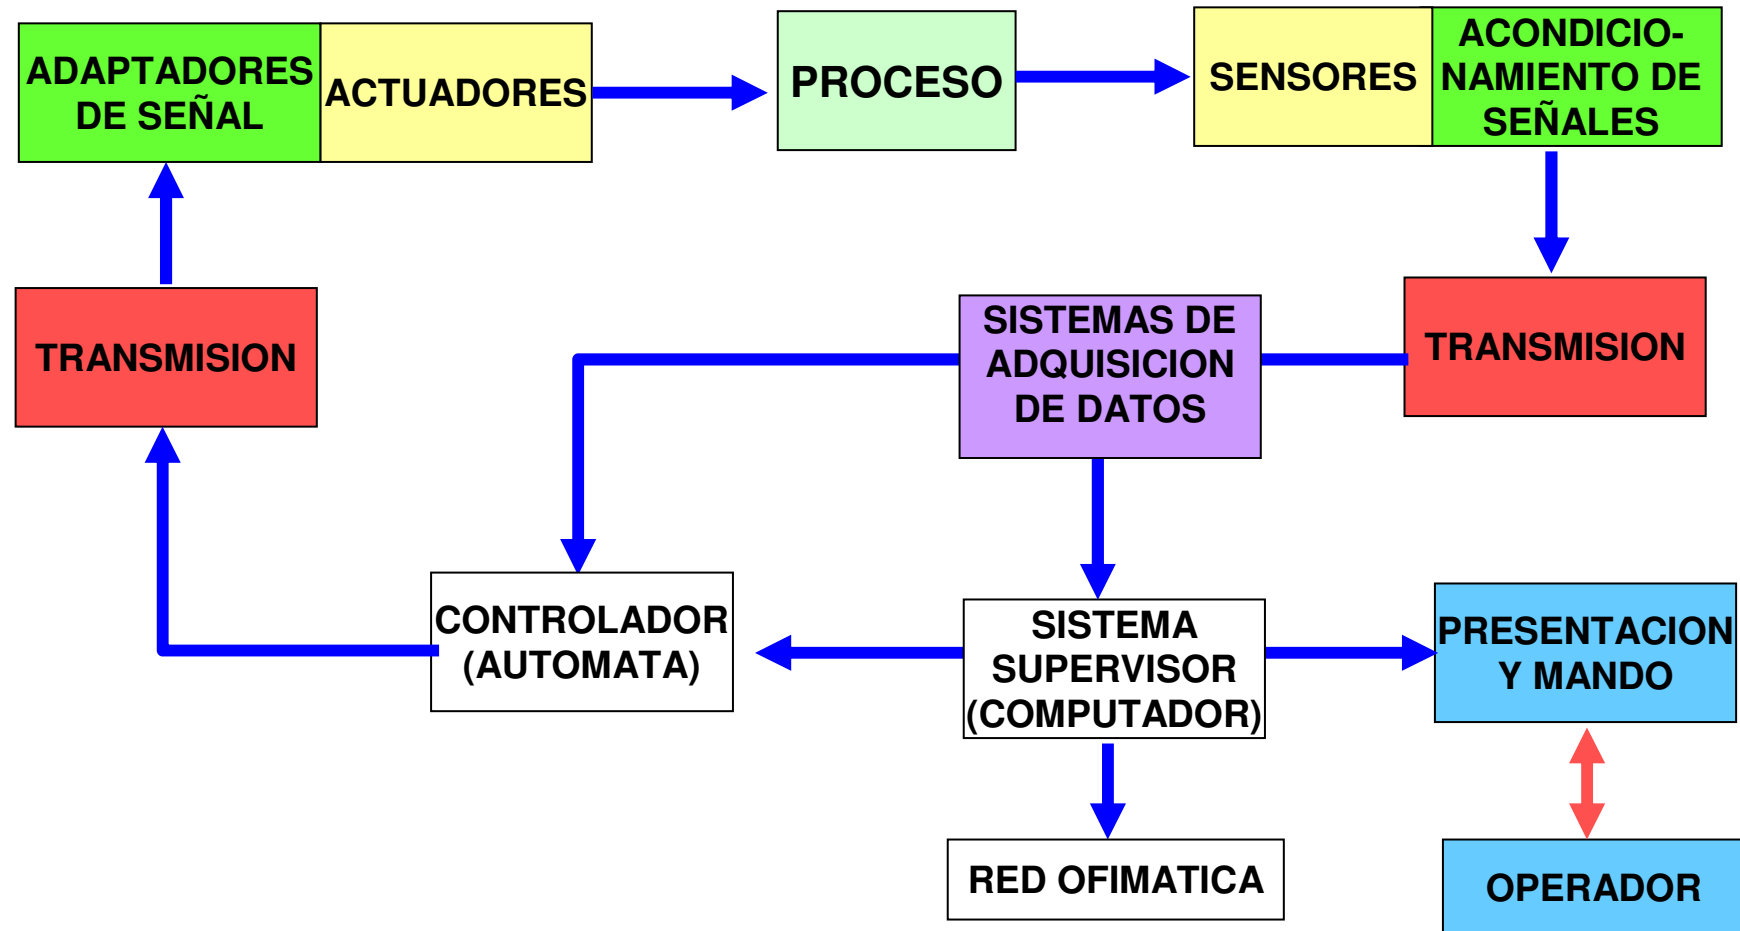 ADAPTADORES
DE SEÑAL
ACTUADORES
PROCESO
SENSORES
ACONDICIO-
NAMIENTO DE
SEÑALES
TRANSMISION
SISTEMAS DE
ADQUISICION
DE DATOS
TRANSMISION
CONTROLADOR
(AUTOMATA)
SISTEMA
SUPERVISOR
(COMPUTADOR)
PRESENTACION
Y MANDO
RED OFIMATICA
OPERADOR